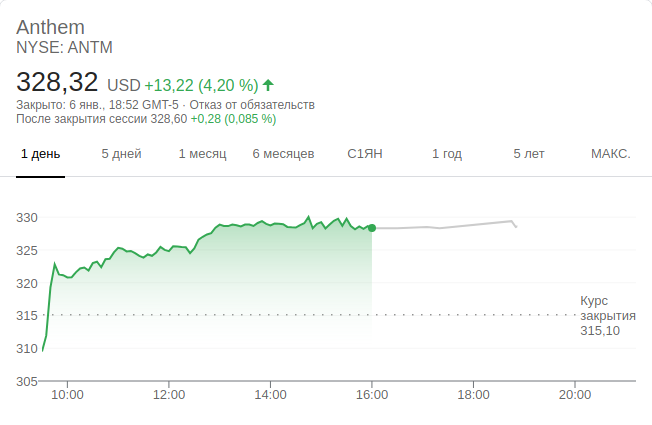 Anthem
NYSE: ANTM
328,32 USD +13,22 (4,20 %)
Закрыто: 6 янв., 18:52 GMT-5 · Отказ от обязательств
После закрытия сессии 328,60 +0,28 (0,085 %)
1 день 5 дней 1 месяц 6 месяцев С1ЯН 1 год 5 лет МАКС.
330
325
320
315
310
305
Курс
закрытия
315,10
10:00 12:00 14:00 16:00 18:00 20:00